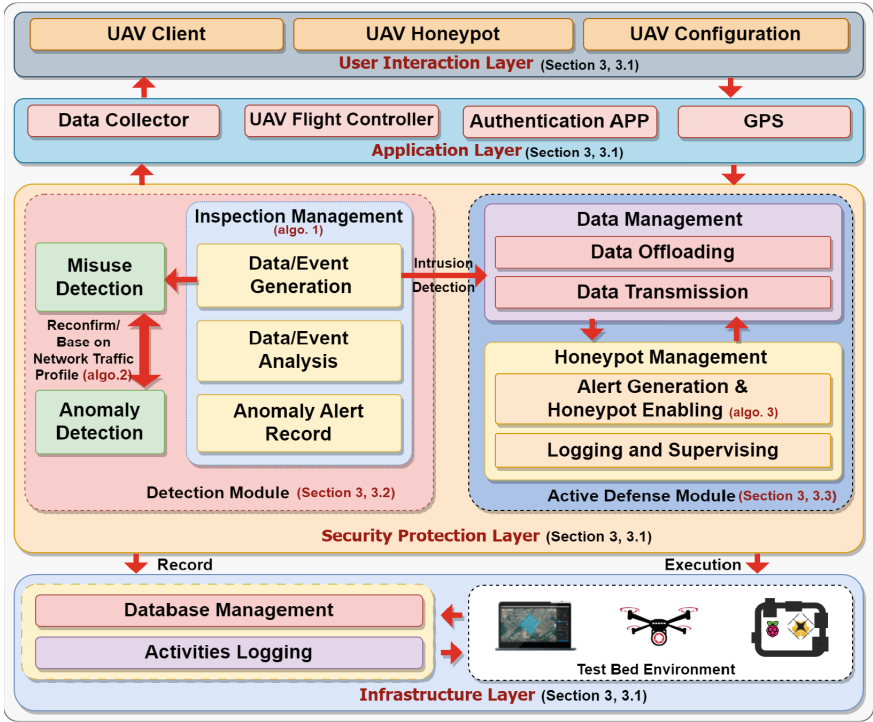 UAV Client
UAV Honeypot
UAV Configuration
User Interaction Layer (Section 3, 3.1)
Data Collector
UAV Flight Controller
Authentication APP
GPS
Application Layer (Section 3, 3.1)
Inspection Management
(algo. 1)
Misuse
Detection
Data/Event
Generation
Reconfirm/
Base on
Network Traffic
Profile (algo.2)
Data/Event
Analysis
Anomaly
Detection
Anomaly Alert
Record
Detection Module (Section 3, 3.2)
Intrusion
Detection
Data Management
Data Offloading
Data Transmission
Honeypot Management
Alert Generation &
Honeypot Enabling (algo. 3)
Logging and Supervising
Active Defense Module (Section 3, 3.3)
Security Protection Layer (Section 3, 3.1)
Record
Execution
Database Management
Activities Logging
Test Bed Environment
Infrastructure Layer (Section 3, 3.1)